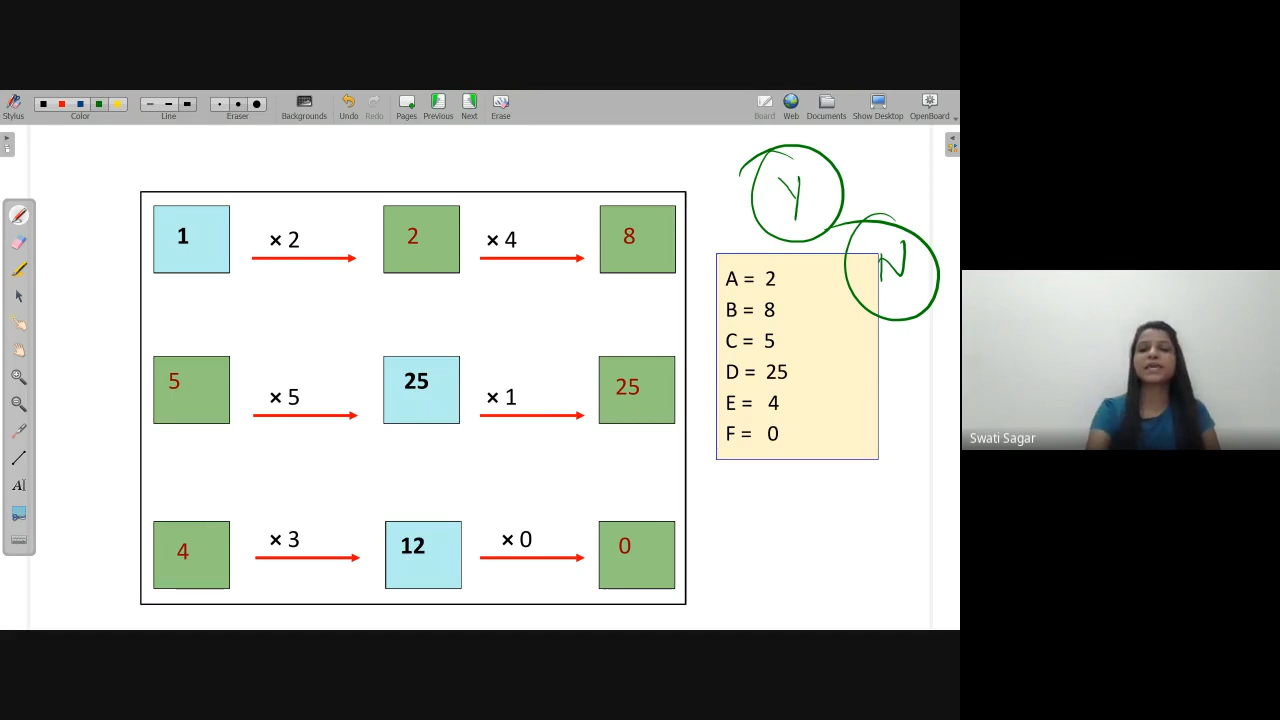 Stylus Color Line Eraser Backgrounds Undo Redo Pages Previous Next Erase Board Web Documents Show Desktop OpenBoard
Y
N
1 × 2 2 × 4 8
5 × 5 25 × 1 25
4 × 3 12 × 0 0
A = 2
B = 8
C = 5
D = 25
E = 4
F = 0
AI
Swati Sagar